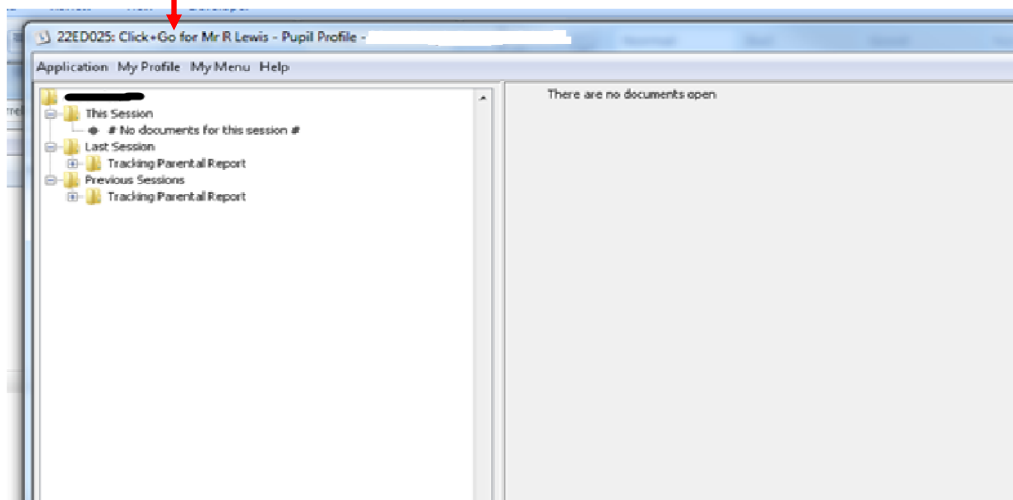 22ED025: Click+Go for Mr R Lewis - Pupil Profile -
Application My Profile My Menu Help
There are no documents open
This Session
# No documents for this session #
Last Session
Tracking Parental Report
Previous Sessions
Tracking Parental Report